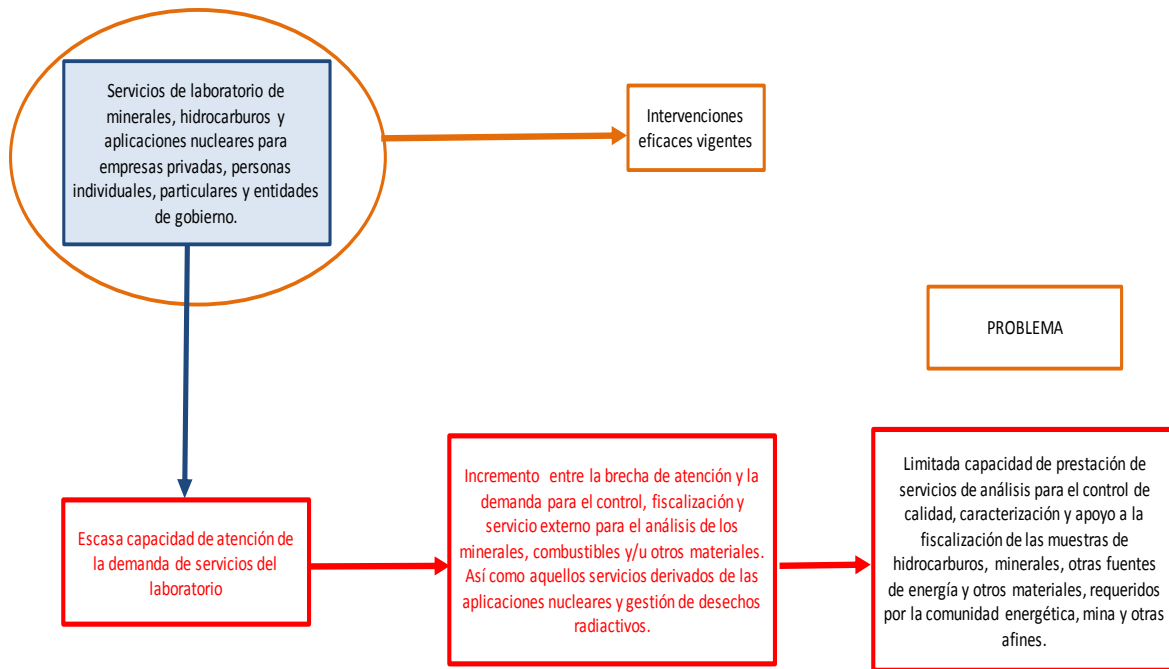 Servicios de laboratorio de
minerales, hidrocarburos y
aplicaciones nucleares para
empresas privadas, personas
individuales, particulares y entidades
de gobierno.
Intervenciones
eficaces vigentes
PROBLEMA
Escasa capacidad de atención de
la demanda de servicios del
laboratorio
Incremento entre la brecha de atención y la
demanda para el control, fiscalización y
servicio externo para el análisis de los
minerales, combustibles y/u otros materiales.
Así como aquellos servicios derivados de las
aplicaciones nucleares y gestión de desechos
radiactivos.
Limitada capacidad de prestación de
servicios de análisis para el control de
calidad, caracterización y apoyo a la
fiscalización de las muestras de
hidrocarburos, minerales, otras fuentes
de energía y otros materiales, requeridos
por la comunidad energética, mina y otras
afines.